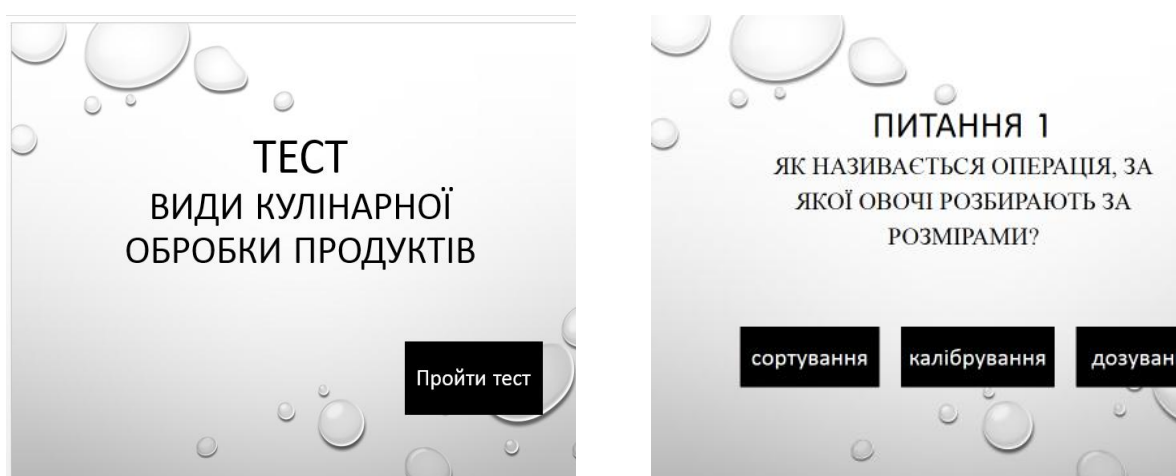 ТЕСТ
ВИДИ КУЛІНАРНОЇ
ОБРОБКИ ПРОДУКТІВ
Пройти тест
ПИТАННЯ 1
ЯК НАЗИВАЄТЬСЯ ОПЕРАЦІЯ, ЗА
ЯКОЇ ОВОЧІ РОЗБИРАЮТЬ ЗА
РОЗМІРАМИ?
сортування
калібрування